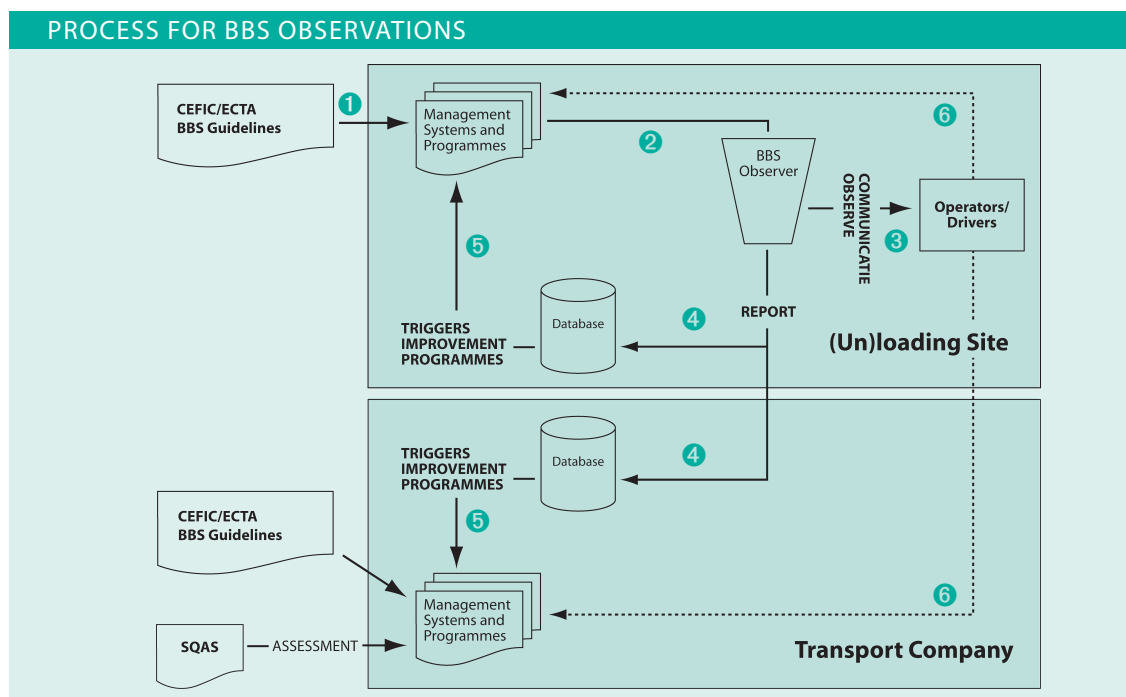 PROCESS FOR BBS OBSERVATIONS
CEFIC/ECTA
BBS Guidelines
1
Management
Systems and
Programmes
2
6
BBS
Observer
COMMUNICATIE
OBSERVE
3
Operators/
Drivers
5
REPORT
TRIGGERS
IMPROVEMENT
PROGRAMMES
Database
4
(Un)loading Site
TRIGGERS
IMPROVEMENT
PROGRAMMES
Database
4
5
CEFIC/ECTA
BBS Guidelines
Management
Systems and
Programmes
6
SQAS
ASSESSMENT
Transport Company